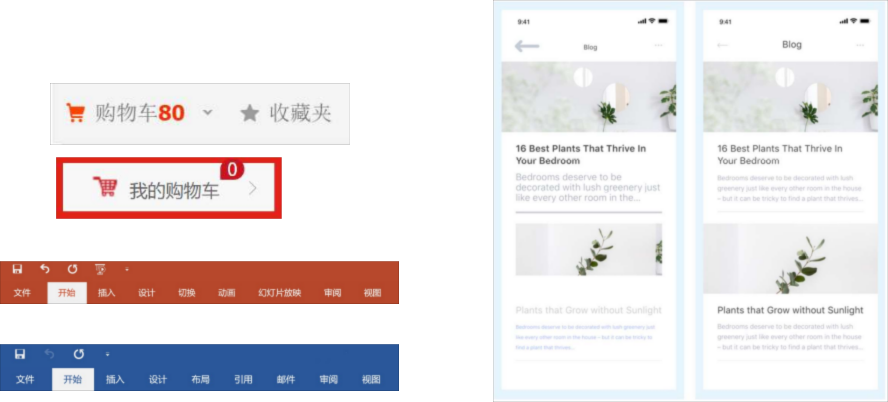 购物车80
收藏夹
我的购物车
0
文件 开始 插入 设计 切换 动画 幻灯片放映 审阅 视图
文件 开始 插入 设计 布局 引用 邮件 审阅 视图
9:41
Blog
16 Best Plants That Thrive In
Your Bedroom
Bedrooms deserve to be
decorated with lush greenery just
like every other room in the...
Plants that Grow without Sunlight
Bedrooms deserve to be decorated with lush greenery just
like every other room in the house – but it can be tricky to
find a plant that thrives...
9:41
Blog
16 Best Plants That Thrive In
Your Bedroom
Bedrooms deserve to be decorated with lush
greenery just like every other room in the house
– but it can be tricky to find a plant that thrives...
Plants that Grow without Sunlight
Bedrooms deserve to be decorated with lush
greenery just like every other room in the house
– but it can be tricky to find a plant that thrives...